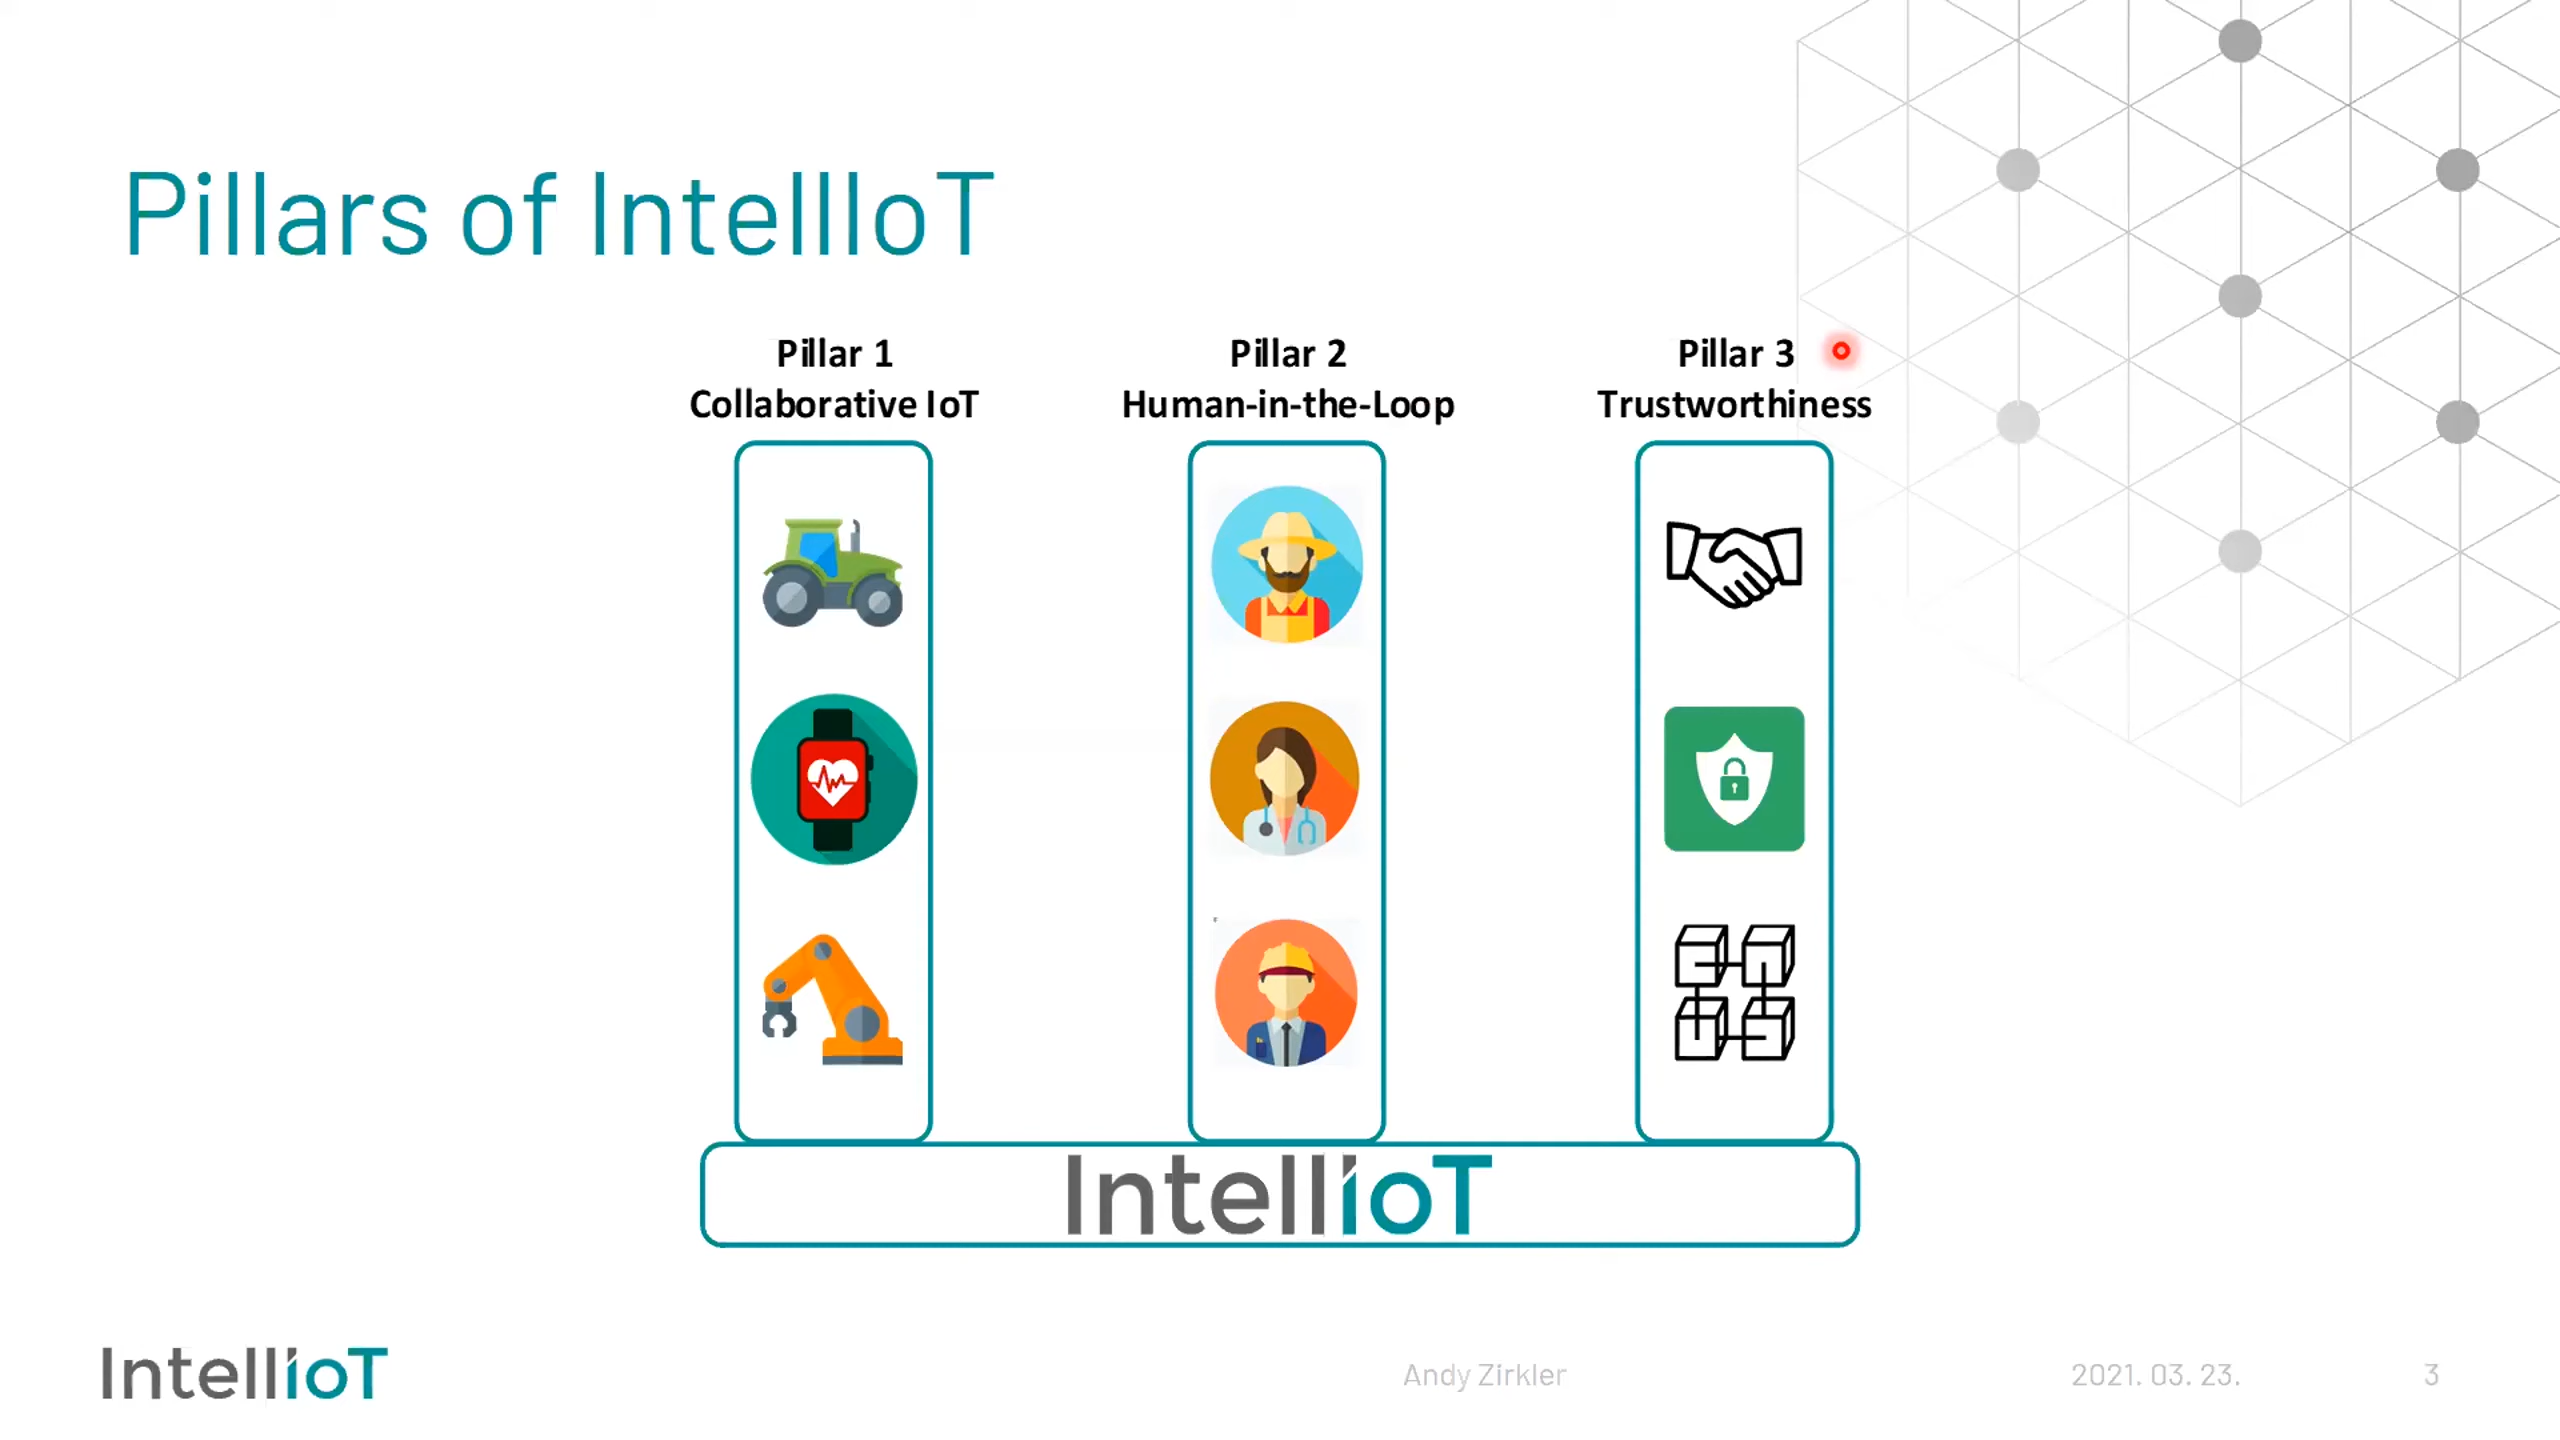 Pillars of IntellIoT
Pillar 1
Collaborative IoT
Pillar 2
Human-in-the-Loop
Pillar 3
Trustworthiness
IntellioT
IntellioT
Andy Zirkler
2021. 03. 23.
3